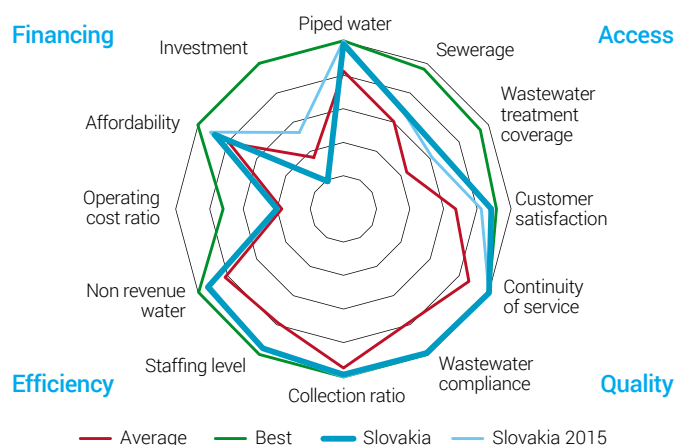 Financing
Access
Piped water
Investment
Sewerage
Wastewater
treatment
coverage
Affordability
Operating
cost ratio
Customer
satisfaction
Non revenue
water
Continuity
of service
Staffing level
Wastewater
compliance
Collection ratio
Efficiency
Quality
Average
Best
Slovakia
Slovakia 2015